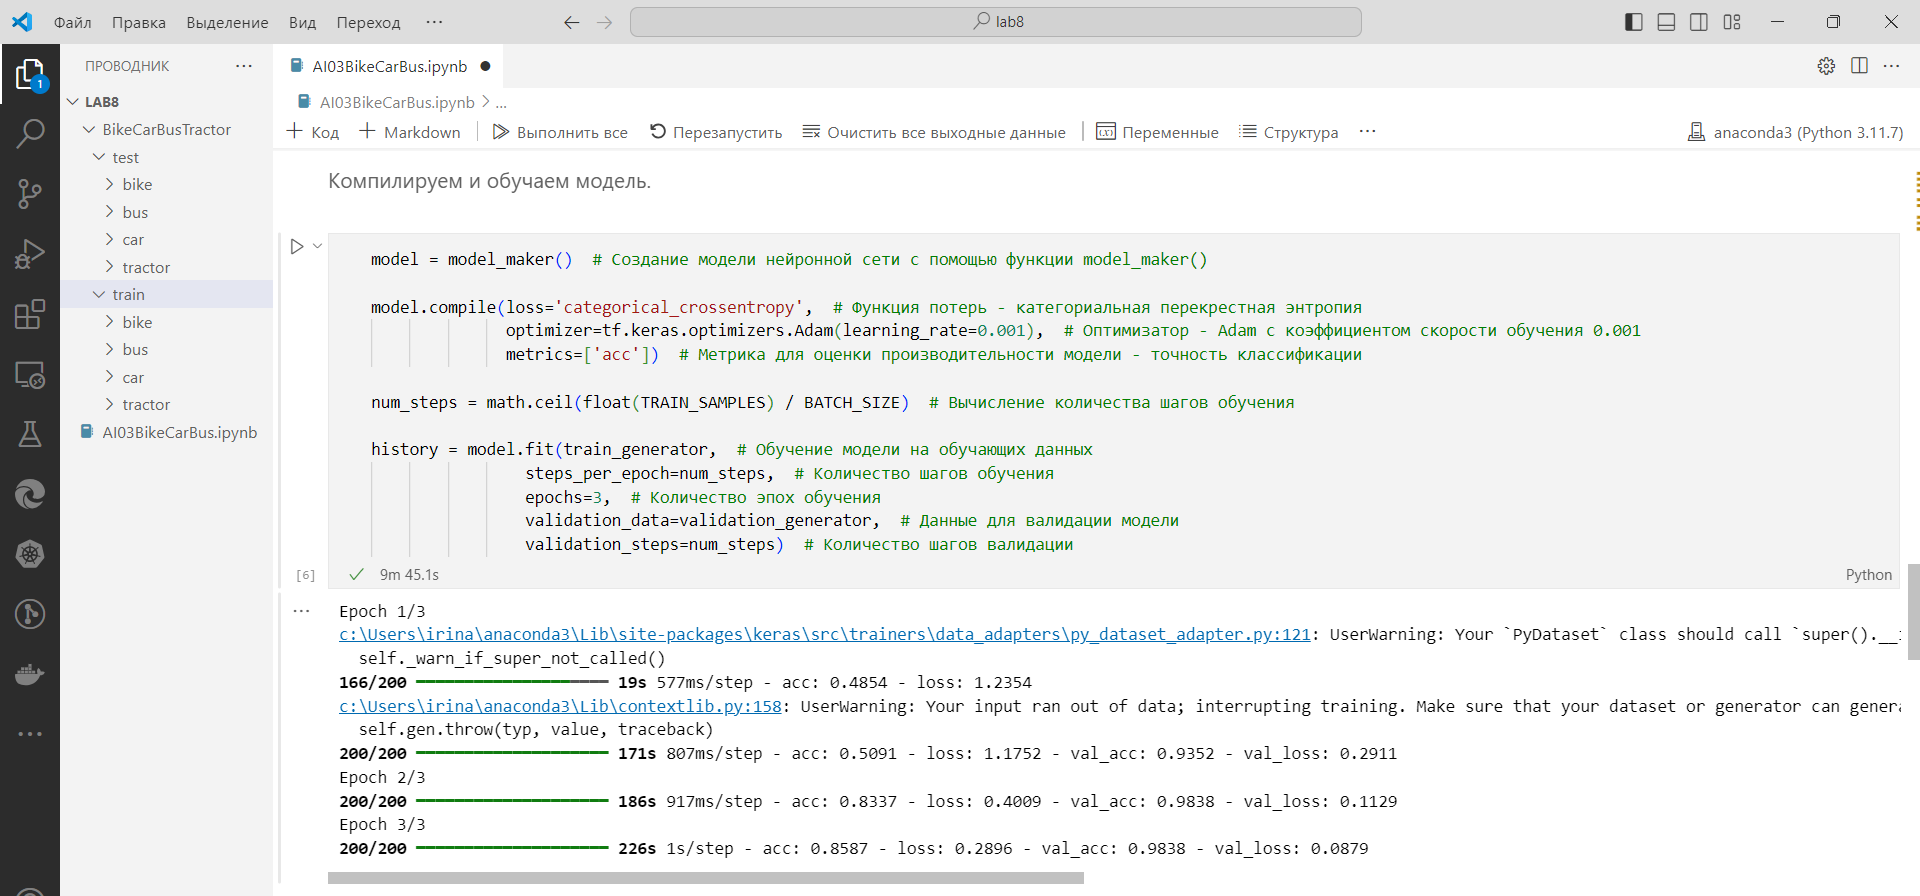 Файл Правка Выделение Вид Переход ··· lab8
ПРОВОДНИК ···
AI03BikeCarBus.ipynb
1
LAB8
BikeCarBusTractor
test
bike
bus
car
tractor
train
bike
bus
car
tractor
AI03BikeCarBus.ipynb
AI03BikeCarBus.ipynb > ...
+ Код + Markdown Выполнить все Перезапустить Очистить все выходные данные Переменные Структура ··· anaconda3 (Python 3.11.7)
Компилируем и обучаем модель.
model = model_maker()  # Создание модели нейронной сети с помощью функции model_maker()
model.compile(loss='categorical_crossentropy',  # Функция потерь - категориальная перекрестная энтропия
optimizer=tf.keras.optimizers.Adam(learning_rate=0.001),  # Оптимизатор - Adam с коэффициентом скорости обучения 0.001
metrics=['acc'])  # Метрика для оценки производительности модели - точность классификации
num_steps = math.ceil(float(TRAIN_SAMPLES) / BATCH_SIZE)  # Вычисление количества шагов обучения
history = model.fit(train_generator,  # Обучение модели на обучающих данных
steps_per_epoch=num_steps,  # Количество шагов обучения
epochs=3,  # Количество эпох обучения
validation_data=validation_generator,  # Данные для валидации модели
validation_steps=num_steps)  # Количество шагов валидации
[6] 9m 45.1s Python
··· Epoch 1/3
c:\Users\irina\anaconda3\Lib\site-packages\keras\src\trainers\data_adapters\py_dataset_adapter.py:121: UserWarning: Your `PyDataset` class should call `super().__
self._warn_if_super_not_called()
166/200 19s 577ms/step - acc: 0.4854 - loss: 1.2354
c:\Users\irina\anaconda3\Lib\contextlib.py:158: UserWarning: Your input ran out of data; interrupting training. Make sure that your dataset or generator can gener
self.gen.throw(typ, value, traceback)
200/200 171s 807ms/step - acc: 0.5091 - loss: 1.1752 - val_acc: 0.9352 - val_loss: 0.2911
Epoch 2/3
200/200 186s 917ms/step - acc: 0.8337 - loss: 0.4009 - val_acc: 0.9838 - val_loss: 0.1129
Epoch 3/3
200/200 226s 1s/step - acc: 0.8587 - loss: 0.2896 - val_acc: 0.9838 - val_loss: 0.0879